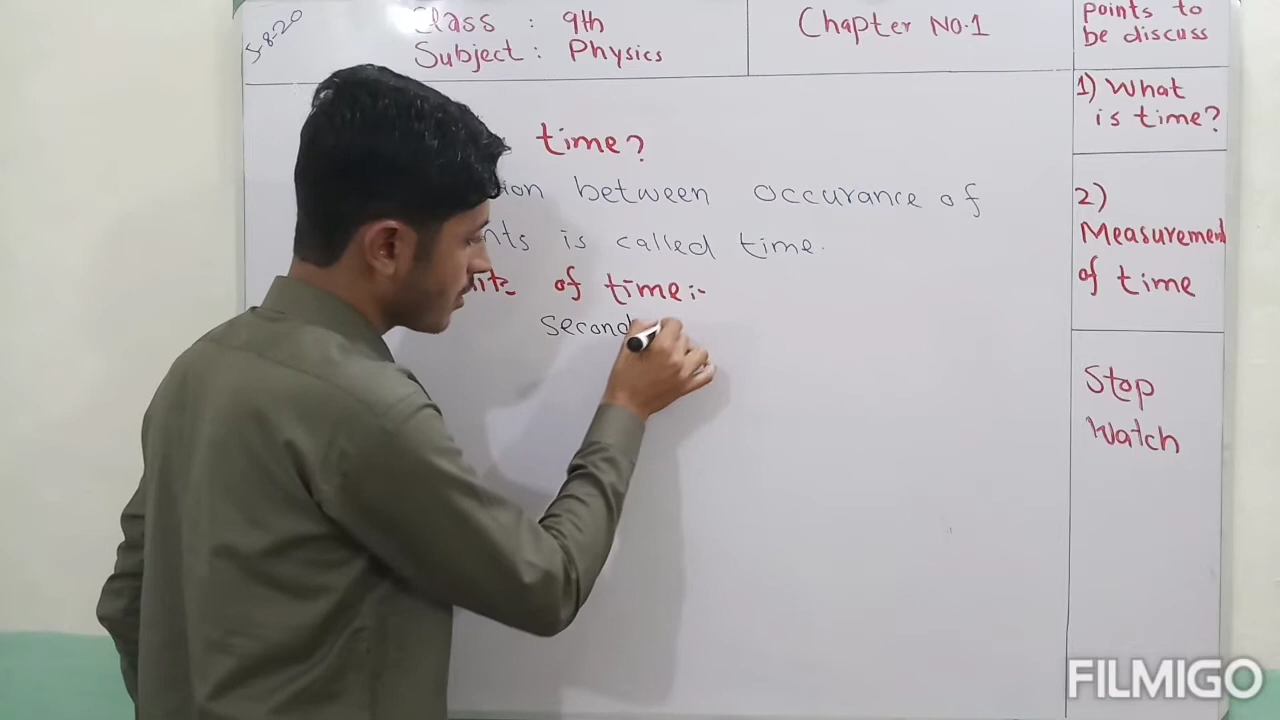 5-8-20
Class : 9th
Subject : Physics
Chapter No.1
points to
be discuss
time?
between occurance of
is called time.
of time:-
second
1) What
is time?
2)
Measurement
of time
Stop
Watch
FILMIGO